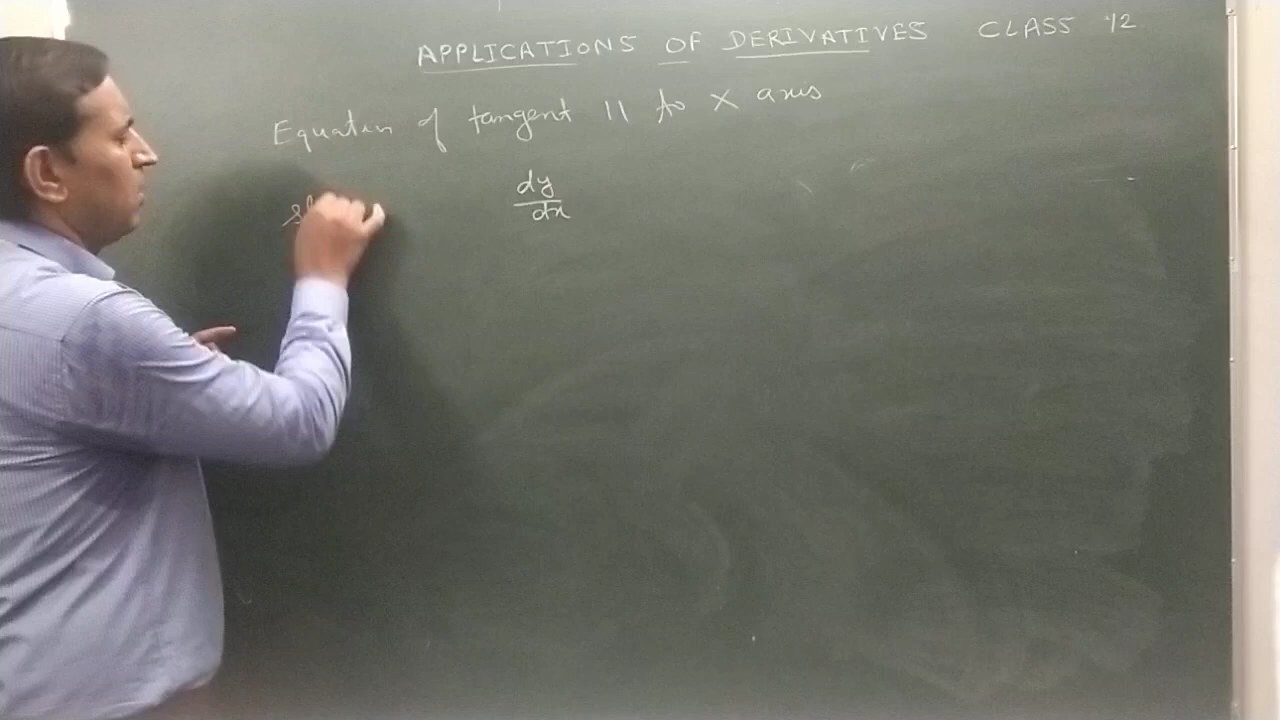 APPLICATIONS OF DERIVATIVES CLASS 12
Equation of tangent || to X axis
dy
dx